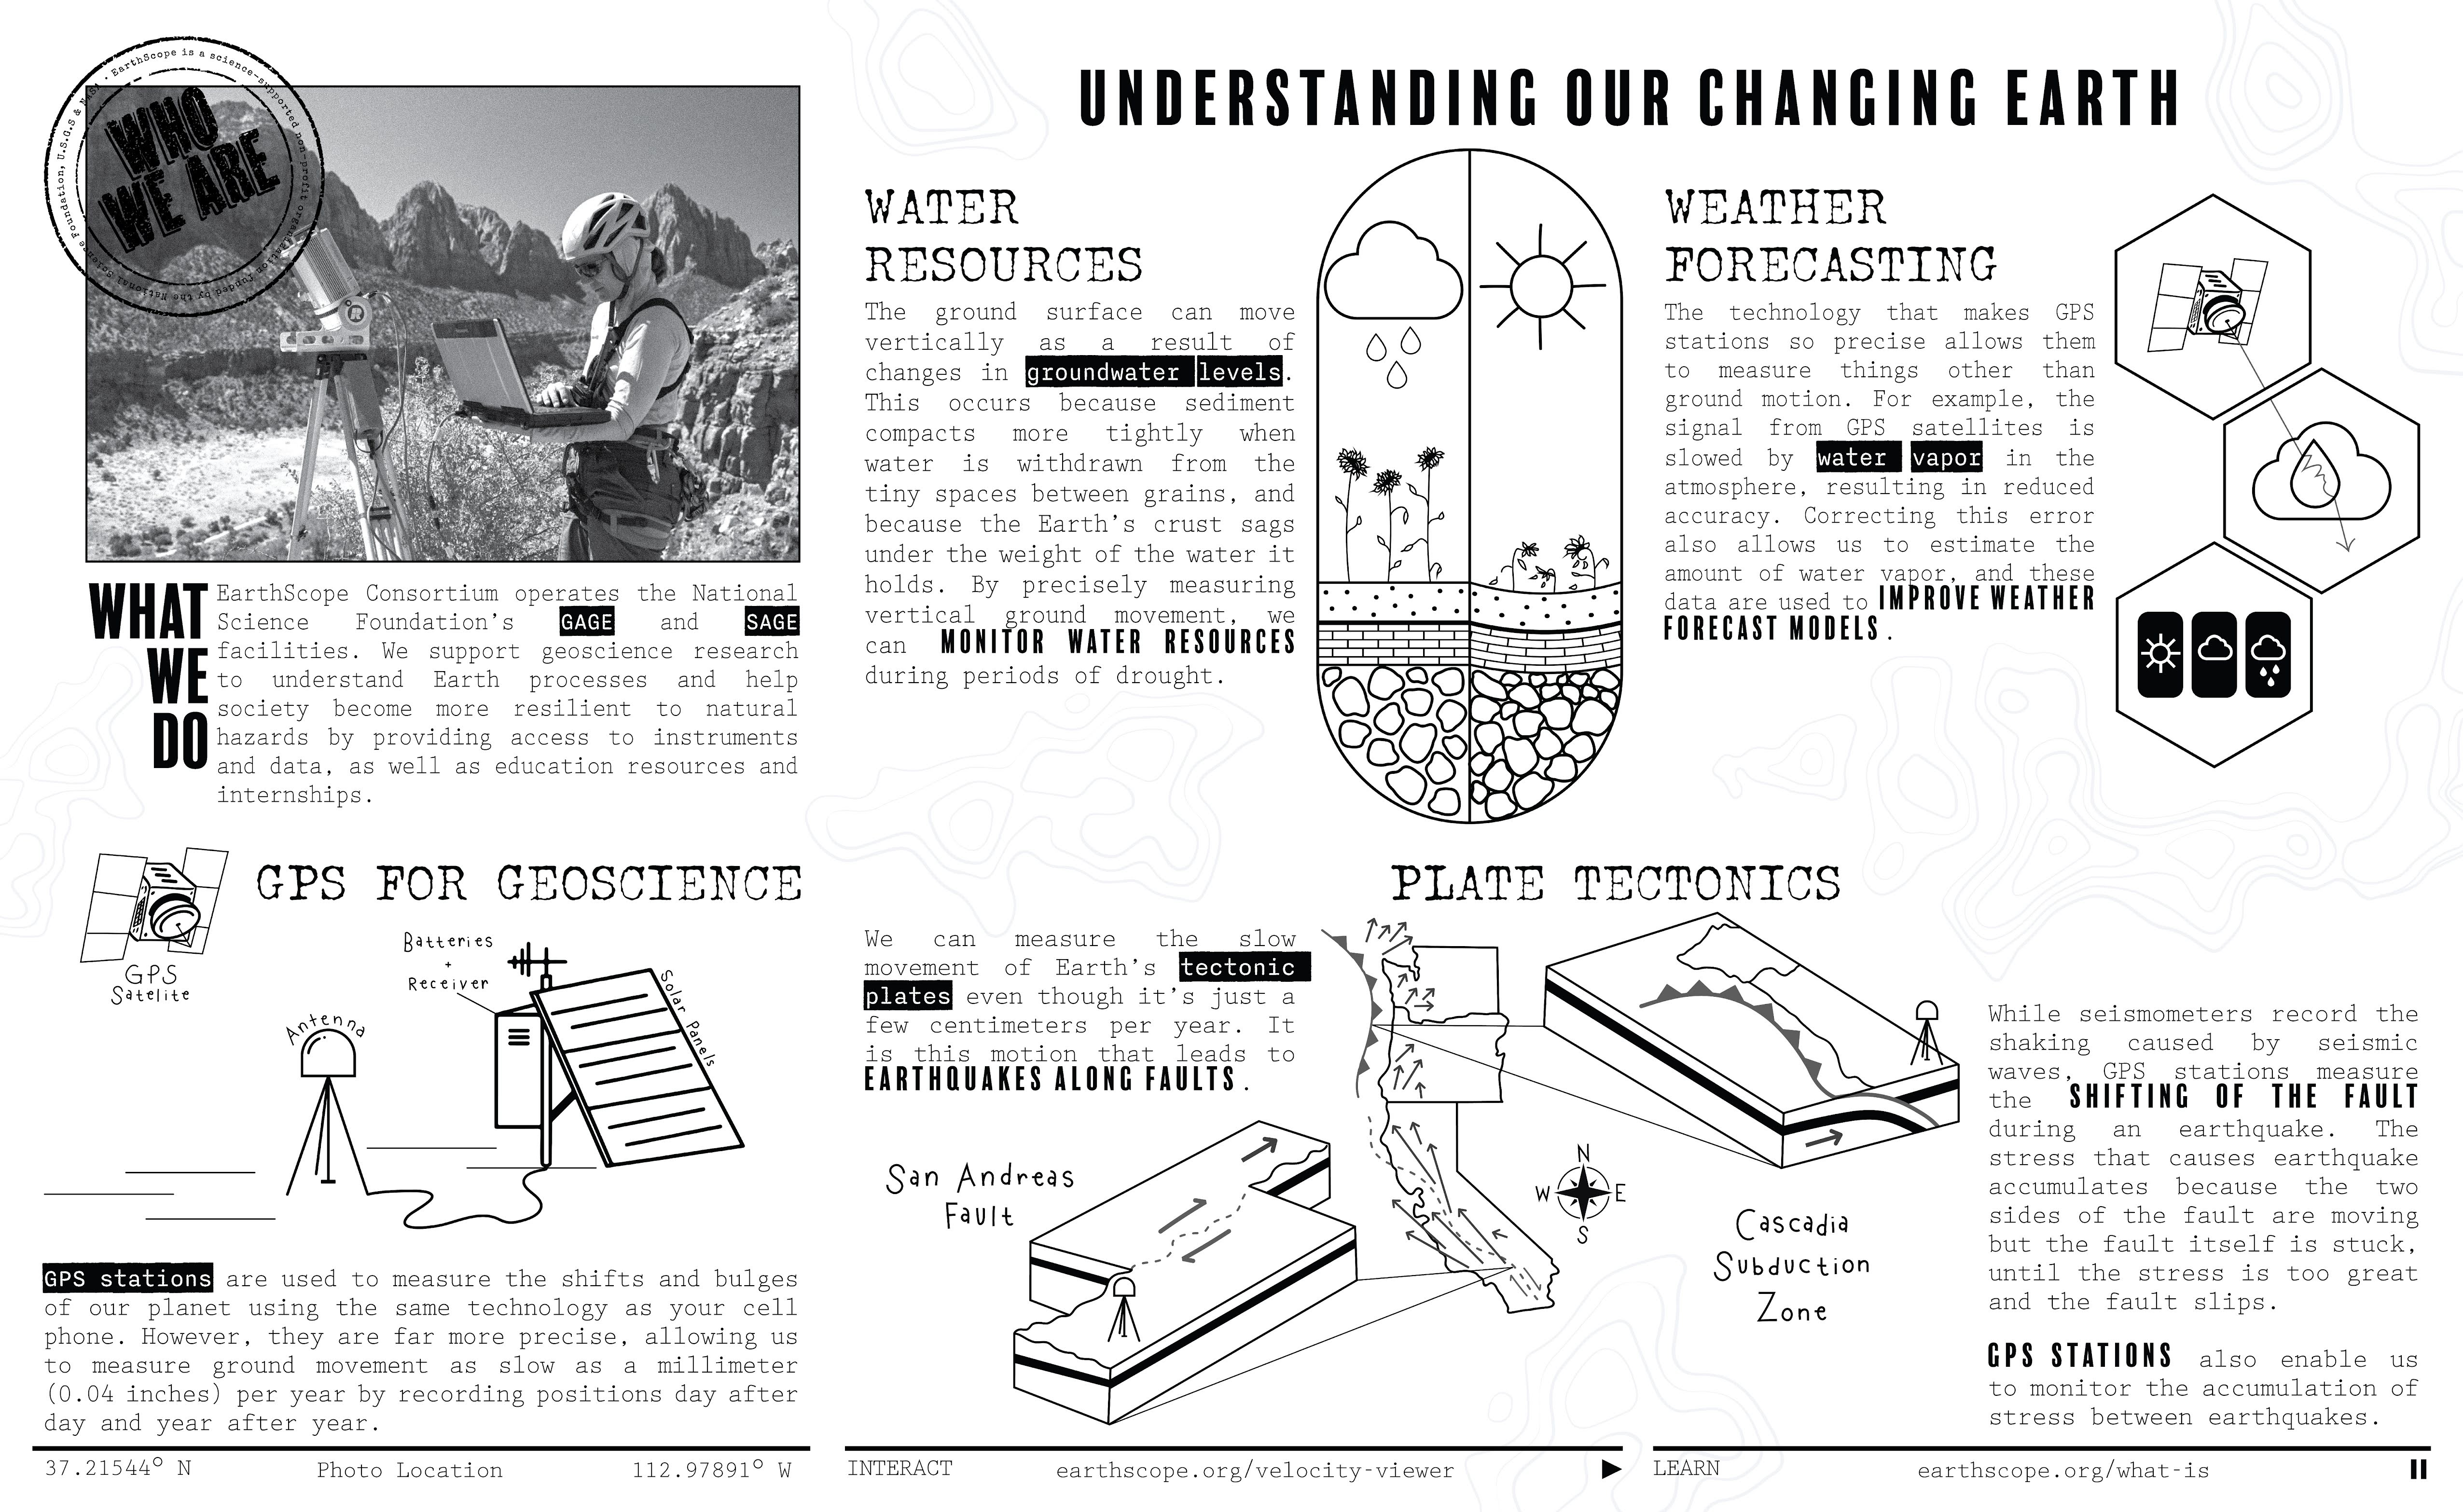 · EarthScope is a science-supported non-profit organization funded by the National Science Foundation, U.S.G.S & NASA
WHO
WE ARE
WHAT
WE
DO
EarthScope Consortium operates the National
Science Foundation's GAGE and SAGE
facilities. We support geoscience research
to understand Earth processes and help
society become more resilient to natural
hazards by providing access to instruments
and data, as well as education resources and
internships.
GPS FOR GEOSCIENCE
GPS
Satelite
Antenna
Batteries
+
Receiver
Solar Panels
GPS stations are used to measure the shifts and bulges
of our planet using the same technology as your cell
phone. However, they are far more precise, allowing us
to measure ground movement as slow as a millimeter
(0.04 inches) per year by recording positions day after
day and year after year.
37.21544° N Photo Location 112.97891° W
UNDERSTANDING OUR CHANGING EARTH
WATER
RESOURCES
The ground surface can move
vertically as a result of
changes in groundwater levels.
This occurs because sediment
compacts more tightly when
water is withdrawn from the
tiny spaces between grains, and
because the Earth's crust sags
under the weight of the water it
holds. By precisely measuring
vertical ground movement, we
can MONITOR WATER RESOURCES
during periods of drought.
WEATHER
FORECASTING
The technology that makes GPS
stations so precise allows them
to measure things other than
ground motion. For example, the
signal from GPS satellites is
slowed by water vapor in the
atmosphere, resulting in reduced
accuracy. Correcting this error
also allows us to estimate the
amount of water vapor, and these
data are used to IMPROVE WEATHER
FORECAST MODELS.
PLATE TECTONICS
We can measure the slow
movement of Earth's tectonic
plates even though it's just a
few centimeters per year. It
is this motion that leads to
EARTHQUAKES ALONG FAULTS.
San Andreas
Fault
N
W E
S
Cascadia
Subduction
Zone
While seismometers record the
shaking caused by seismic
waves, GPS stations measure
the SHIFTING OF THE FAULT
during an earthquake. The
stress that causes earthquake
accumulates because the two
sides of the fault are moving
but the fault itself is stuck,
until the stress is too great
and the fault slips.
GPS STATIONS also enable us
to monitor the accumulation of
stress between earthquakes.
INTERACT earthscope.org/velocity-viewer
LEARN earthscope.org/what-is